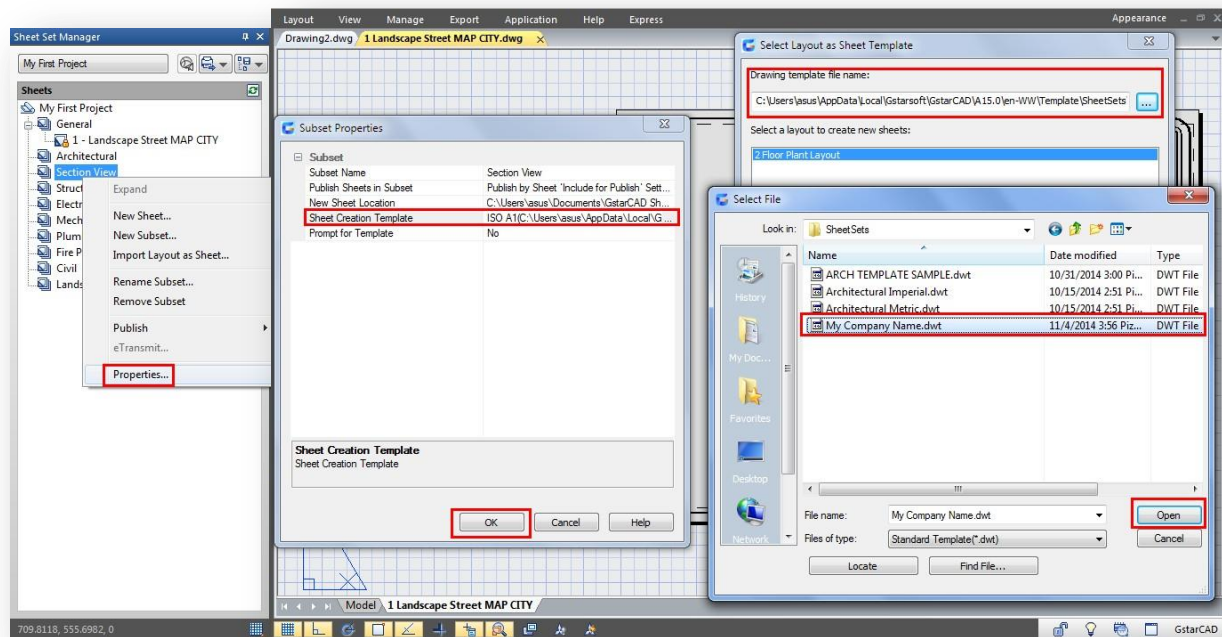 Layout View Manage Export Application Help Express Appearance
Sheet Set Manager
Drawing2.dwg 1 Landscape Street MAP CITY.dwg
My First Project
Sheets
My First Project
General
1 - Landscape Street MAP CITY
Architectural
Section View
Struct
Electr
Mech
Plum
Fire P
Civil
Lands
Expand
New Sheet...
New Subset...
Import Layout as Sheet...
Rename Subset...
Remove Subset
Publish
eTransmit...
Properties...
Subset Properties
Subset
Subset Name Section View
Publish Sheets in Subset Publish by Sheet 'Include for Publish' Sett...
New Sheet Location C:\Users\asus\Documents\GstarCAD Sh...
Sheet Creation Template ISO A1(C:\Users\asus\AppData\Local\G...
Prompt for Template No
Sheet Creation Template
Sheet Creation Template
OK Cancel Help
Select Layout as Sheet Template
Drawing template file name:
C:\Users\asus\AppData\Local\Gstarsoft\GstarCAD\A15.0\en-WW\Template\SheetSets ...
Select a layout to create new sheets:
2 Floor Plant Layout
Select File
Look in: SheetSets
Name Date modified Type
ARCH TEMPLATE SAMPLE.dwt 10/31/2014 3:00 Pi... DWT File
Architectural Imperial.dwt 10/15/2014 2:51 Pi... DWT File
Architectural Metric.dwt 10/15/2014 2:51 Pi... DWT File
My Company Name.dwt 11/4/2014 3:56 Piz... DWT File
History
My Doc...
Favorites
Desktop
Network
File name: My Company Name.dwt Open
Files of type: Standard Template(*.dwt) Cancel
Locate Find File...
Model 1 Landscape Street MAP CITY
709.8118, 555.6982, 0 GstarCAD